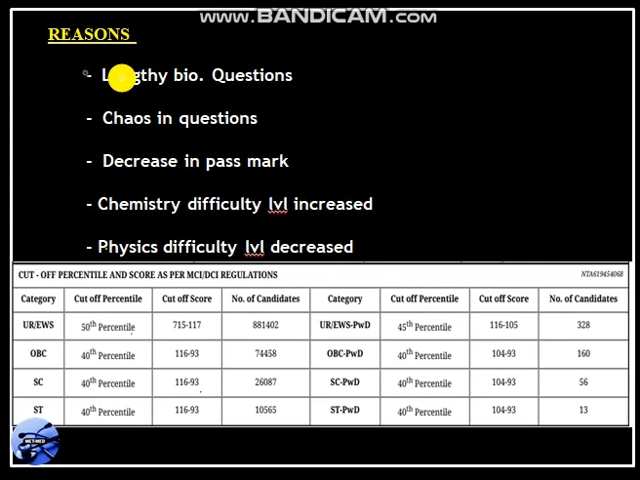 www.BANDICAM.com
REASONS
- Lengthy bio. Questions
- Chaos in questions
- Decrease in pass mark
- Chemistry difficulty lvl increased
- Physics difficulty lvl decreased
CUT - OFF PERCENTILE AND SCORE AS PER MCI/DCI REGULATIONS NTA619454068
Category Cut off Percentile Cut off Score No. of Candidates Category Cut off Percentile Cut off Score No. of Candidates
UR/EWS 50th Percentile 715-117 881402 UR/EWS-PwD 45th Percentile 116-105 328
OBC 40th Percentile 116-93 74458 OBC-PwD 40th Percentile 104-93 160
SC 40th Percentile 116-93 26087 SC-PwD 40th Percentile 104-93 56
ST 40th Percentile 116-93 10565 ST-PwD 40th Percentile 104-93 13
MET-MED